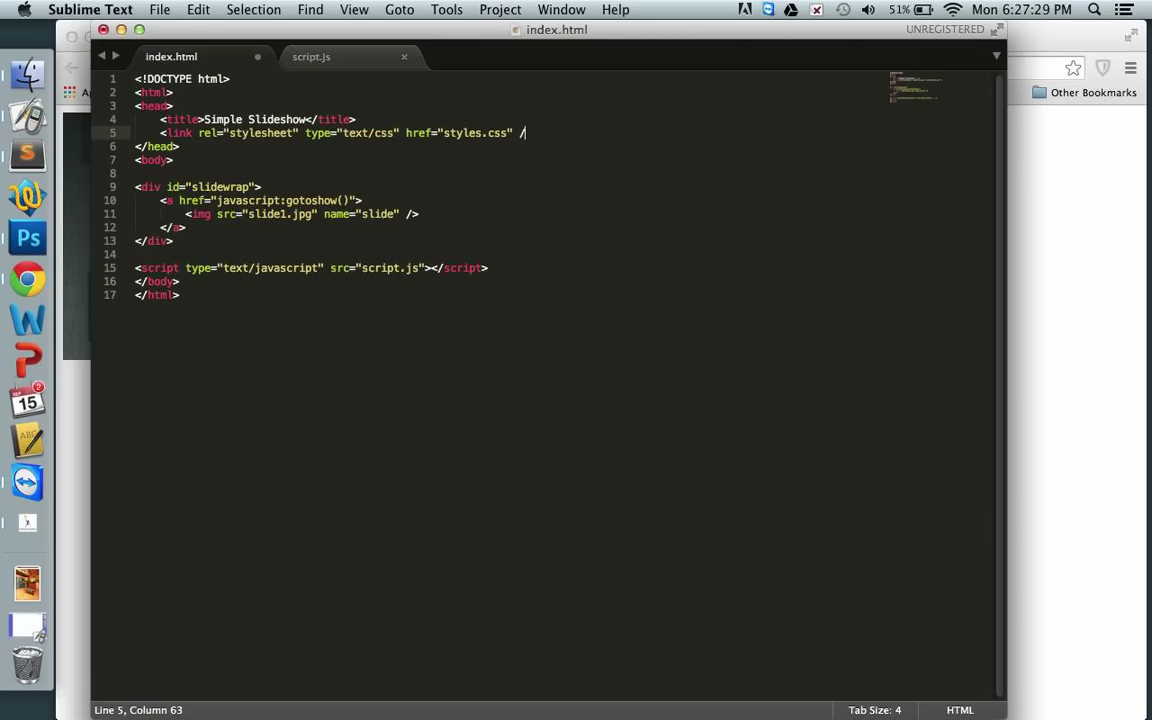 Sublime Text File Edit Selection Find View Goto Tools Project Window Help 51% Mon 6:27:29 PM
index.html UNREGISTERED
index.html script.js
Other Bookmarks
1 <!DOCTYPE html>
2 <html>
3 <head>
4 <title>Simple Slideshow</title>
5 <link rel="stylesheet" type="text/css" href="styles.css" /
6 </head>
7 <body>
8
9 <div id="slidewrap">
10 <a href="javascript:gotoshow()">
11 <img src="slide1.jpg" name="slide" />
12 </a>
13 </div>
14
15 <script type="text/javascript" src="script.js"></script>
16 </body>
17 </html>
Ps
2
15
Line 5, Column 63 Tab Size: 4 HTML